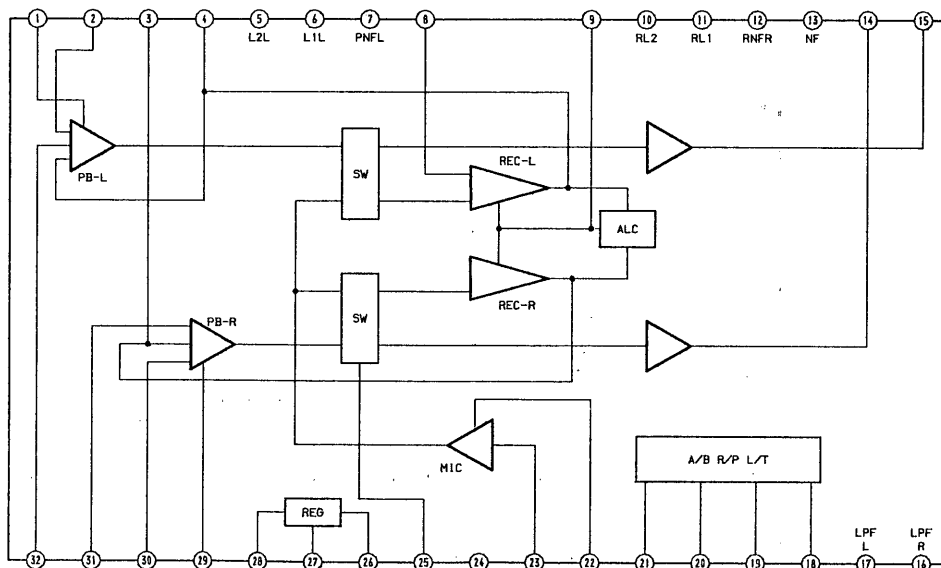 1 2 3 4 5 6 7 8 9 10 11 12 13 14 15
L2L L1L PNFL RL2 RL1 RNFR NF
PB-L
SW
REC-L
ALC
SW
REC-R
PB-R
MIC
A/B R/P L/T
REG
LPF L LPF R
32 31 30 29 28 27 26 25 24 23 22 21 20 19 18 17 16